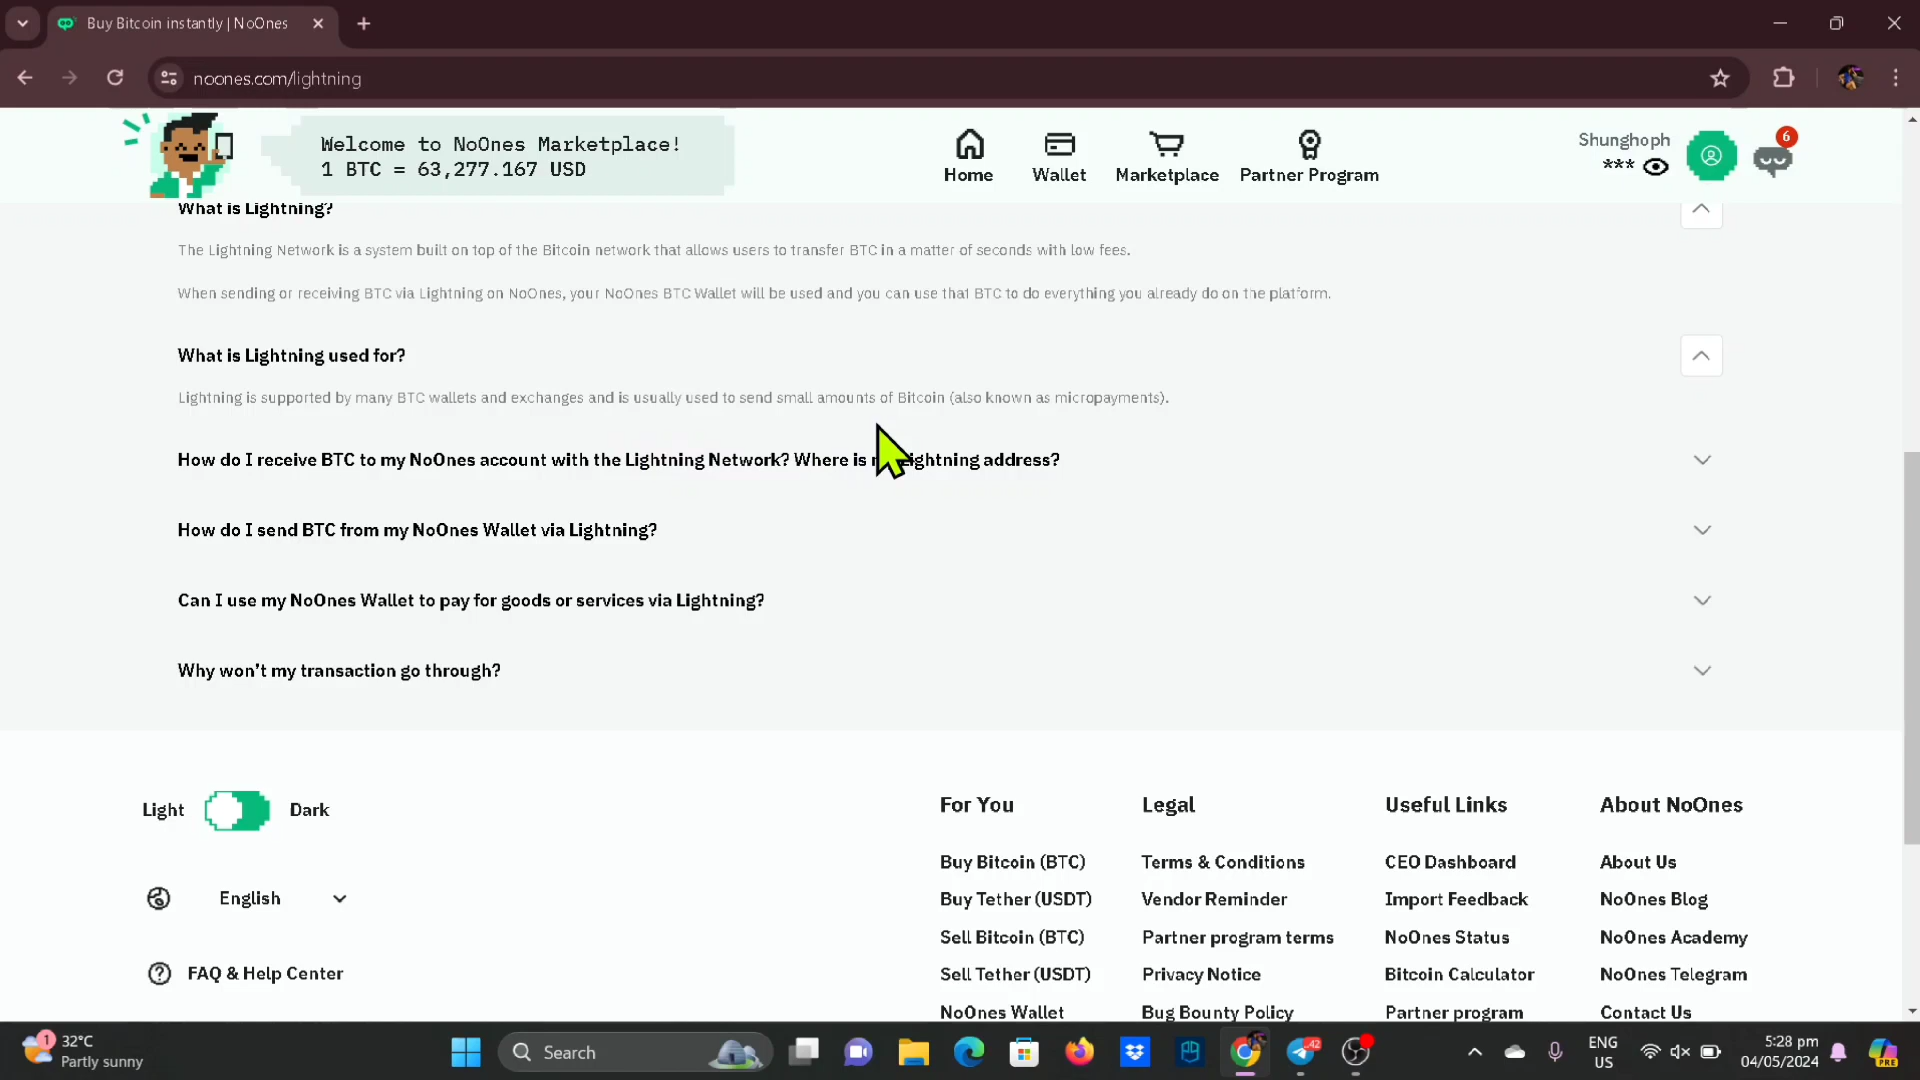 Buy Bitcoin instantly | NoOnes
noones.com/lightning
Welcome to NoOnes Marketplace!
1 BTC = 63,277.167 USD
Home
Wallet
Marketplace
Partner Program
Shunghoph
***
6
What is Lightning?
The Lightning Network is a system built on top of the Bitcoin network that allows users to transfer BTC in a matter of seconds with low fees.
When sending or receiving BTC via Lightning on NoOnes, your NoOnes BTC Wallet will be used and you can use that BTC to do everything you already do on the platform.
What is Lightning used for?
Lightning is supported by many BTC wallets and exchanges and is usually used to send small amounts of Bitcoin (also known as micropayments).
How do I receive BTC to my NoOnes account with the Lightning Network? Where is address?
How do I send BTC from my NoOnes Wallet via Lightning?
Can I use my NoOnes Wallet to pay for goods or services via Lightning?
Why won't my transaction go through?
Light
Dark
English
FAQ & Help Center
For You
Buy Bitcoin (BTC)
Buy Tether (USDT)
Sell Bitcoin (BTC)
Sell Tether (USDT)
NoOnes Wallet
Legal
Terms & Conditions
Vendor Reminder
Partner program terms
Privacy Notice
Bug Bounty Policy
Useful Links
CEO Dashboard
Import Feedback
NoOnes Status
Bitcoin Calculator
Partner program
About NoOnes
About Us
NoOnes Blog
NoOnes Academy
NoOnes Telegram
Contact Us
1
32°C
Partly sunny
Search
42
ENG
US
5:28 pm
04/05/2024
PRE